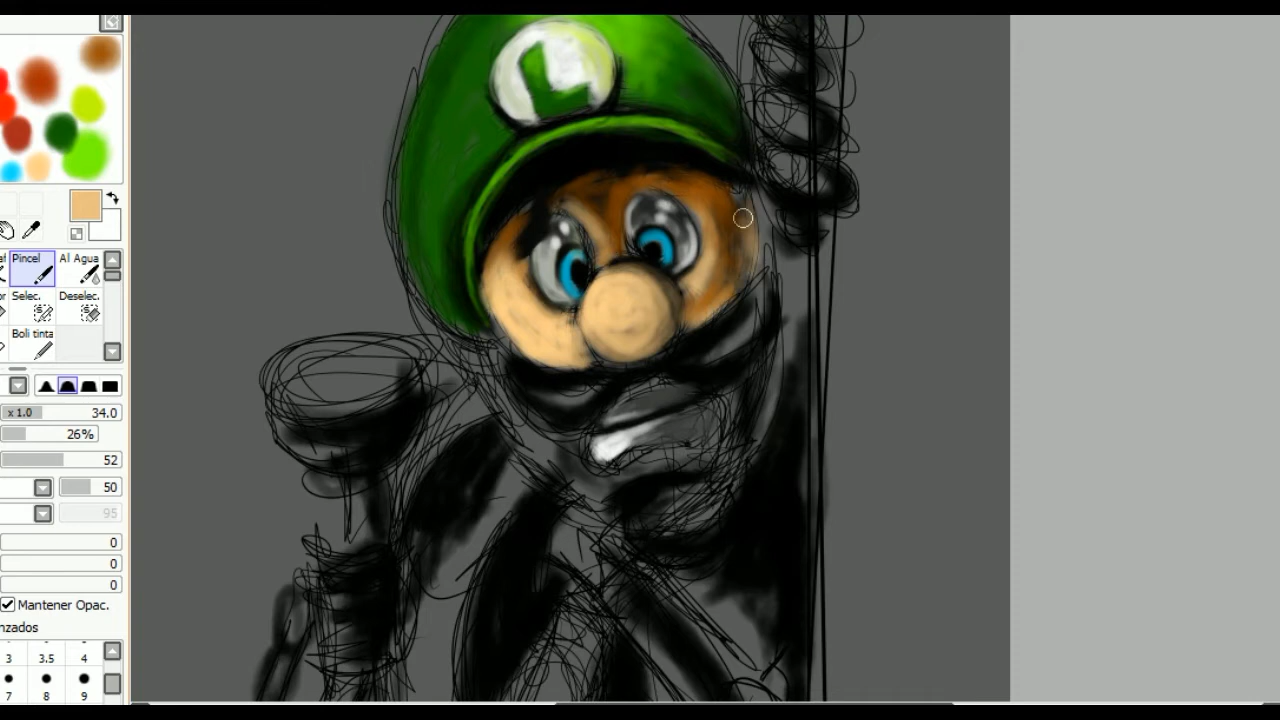 L
Pincel
Al Agua
Selec.
Deselec.
Boli tinta
x 1.0
34.0
26%
52
50
95
0
0
0
Mantener Opac.
nzados
3 3.5 4
7 8 9